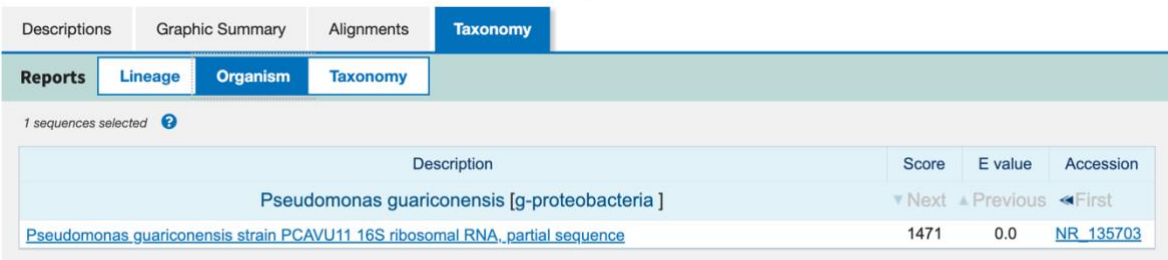 Descriptions Graphic Summary Alignments Taxonomy
Reports Lineage Organism Taxonomy
1 sequences selected ?
Description Score E value Accession
Pseudomonas guariconensis [g-proteobacteria ] ▼Next ▲Previous ◀◀First
Pseudomonas guariconensis strain PCAVU11 16S ribosomal RNA, partial sequence 1471 0.0 NR_135703